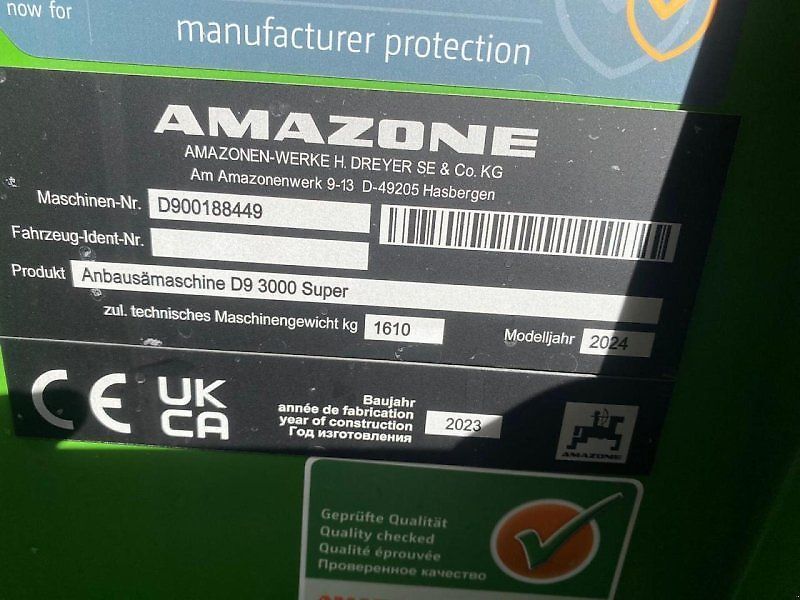 now for
manufacturer protection
AMAZONE
AMAZONEN-WERKE H. DREYER SE & Co. KG
Am Amazonenwerk 9-13 D-49205 Hasbergen
Maschinen-Nr. D900188449
Fahrzeug-Ident-Nr.
Produkt Anbausämaschine D9 3000 Super
zul. technisches Maschinengewicht kg 1610 Modelljahr 2024
CE UK CA
Baujahr
année de fabrication
year of construction
Год изготовления
2023
AMAZONE
Geprüfte Qualität
Quality checked
Qualité éprouvée
Проверенное качество